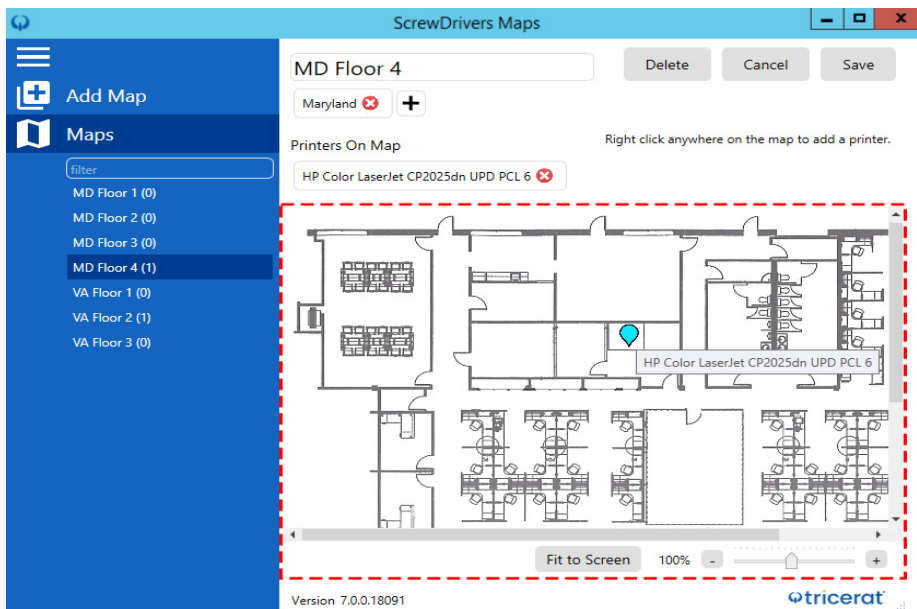 ScrewDrivers Maps
Add Map
Maps
filter
MD Floor 1 (0)
MD Floor 2 (0)
MD Floor 3 (0)
MD Floor 4 (1)
VA Floor 1 (0)
VA Floor 2 (1)
VA Floor 3 (0)
MD Floor 4
Delete
Cancel
Save
Maryland
Printers On Map
Right click anywhere on the map to add a printer.
HP Color LaserJet CP2025dn UPD PCL 6
HP Color LaserJet CP2025dn UPD PCL 6
Fit to Screen
100%
-
+
Version 7.0.0.18091
tricerat